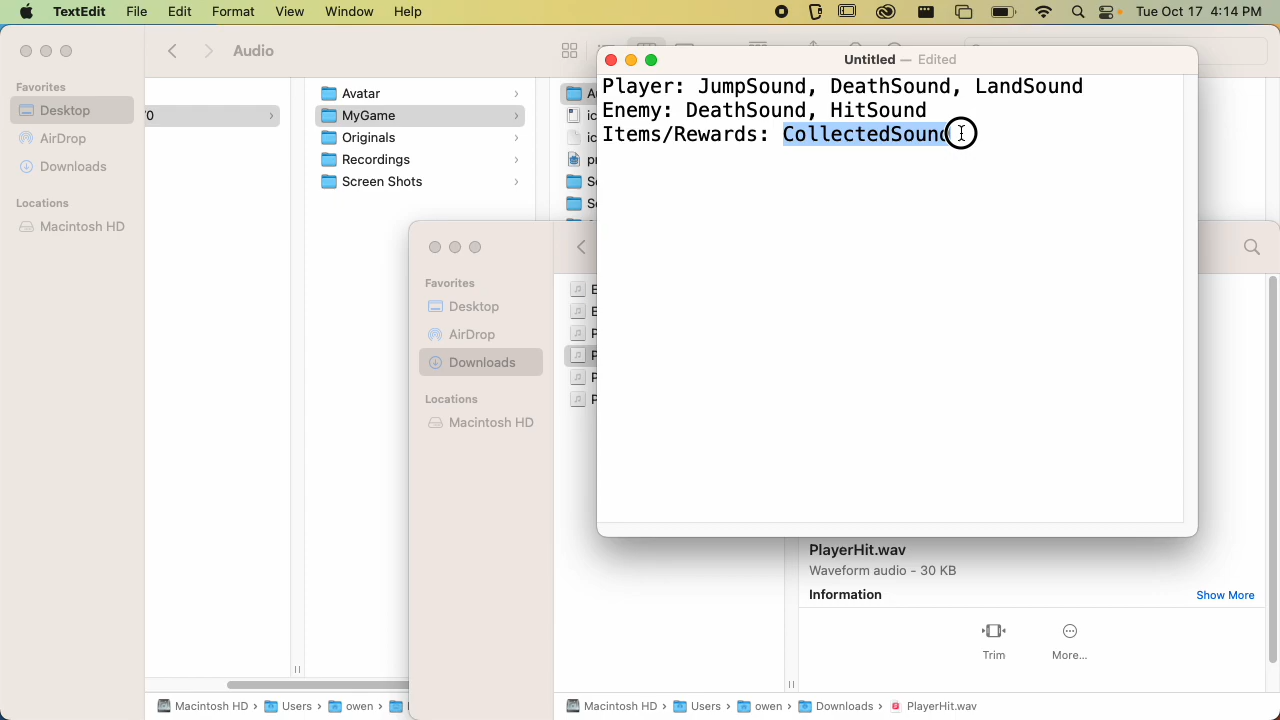 TextEdit File Edit Format View Window Help Tue Oct 17 4:14 PM
Audio
Favorites
Desktop
AirDrop
Downloads
Locations
Macintosh HD
Avatar
MyGame
Originals
Recordings
Screen Shots
Untitled — Edited
Player: JumpSound, DeathSound, LandSound
Enemy: DeathSound, HitSound
Items/Rewards: CollectedSound
Favorites
Desktop
AirDrop
Downloads
Locations
Macintosh HD
PlayerHit.wav
Waveform audio - 30 KB
Information Show More
Trim More...
Macintosh HD › Users › owen ›
Macintosh HD › Users › owen › Downloads › PlayerHit.wav